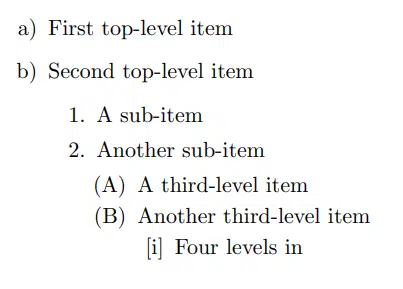 a) First top-level item
b) Second top-level item
1. A sub-item
2. Another sub-item
(A) A third-level item
(B) Another third-level item
[i] Four levels in